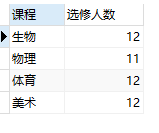 课程 选修人数
生物 12
物理 11
体育 12
美术 12